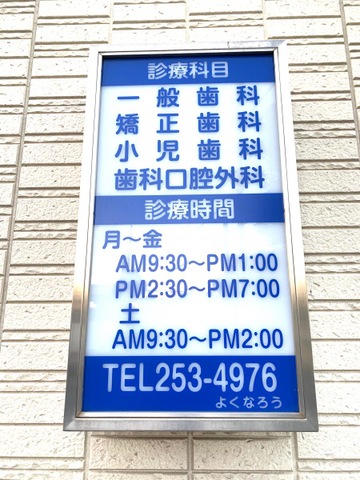 診療科目
一般歯科
矯正歯科
小児歯科
歯科口腔外科
診療時間
月〜金
AM9:30〜PM1:00
PM2:30〜PM7:00
土
AM9:30〜PM2:00
TEL253-4976
よくなろう